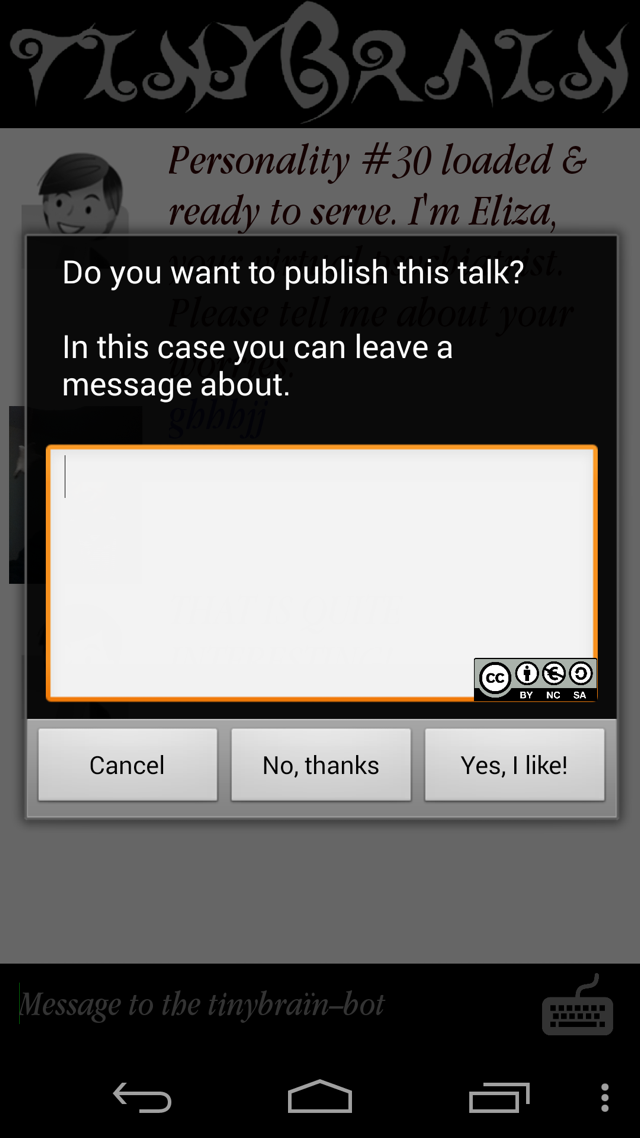 TINYBRAIN
Personality #30 loaded &
ready to serve. I'm Eliza,
your virtual psychiatrist.
Please tell me about your
worries.
ghhhjj
Do you want to publish this talk?
In this case you can leave a
message about.
cc
BY NC SA
Cancel
No, thanks
Yes, I like!
Message to the tinybraïn–bot